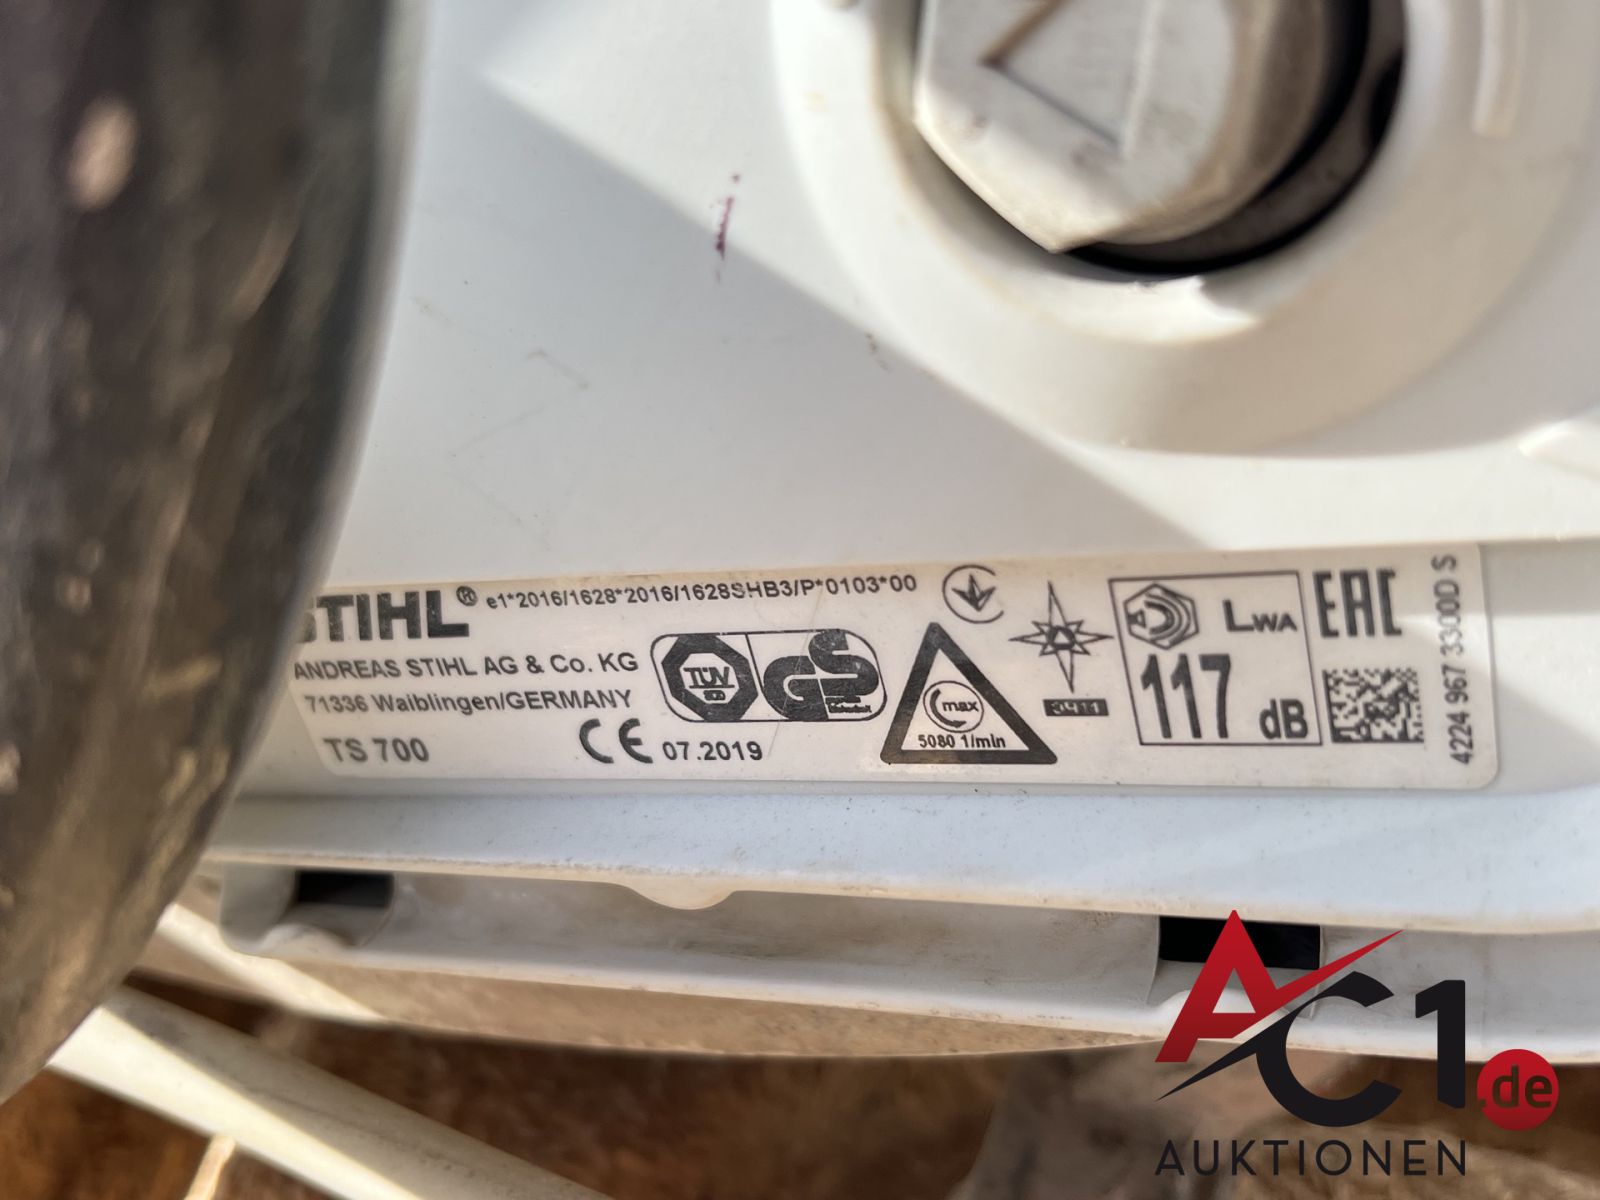 STIHL® e1*2016/1628*2016/1628SHB3/P*0103*00
ANDREAS STIHL AG & Co. KG
71336 Waiblingen/GERMANY
TS 700
CE 07.2019
TÜV
SÜD
GS
max
5080 1/min
LWA
117 dB
EAC
4224 967 3300D S
AC1.de
AUKTIONEN